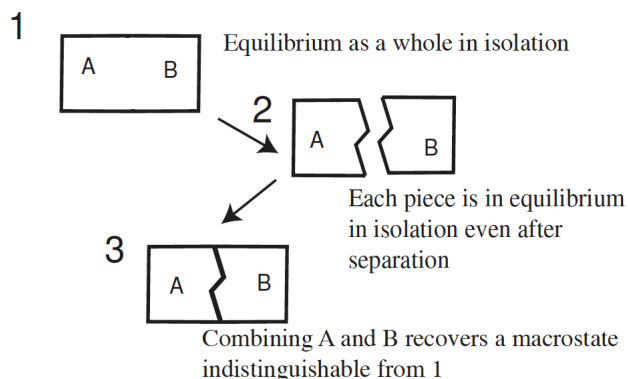 1
A B
Equilibrium as a whole in isolation
2
A B
Each piece is in equilibrium
in isolation even after
separation
3
A B
Combining A and B recovers a macrostate
indistinguishable from 1